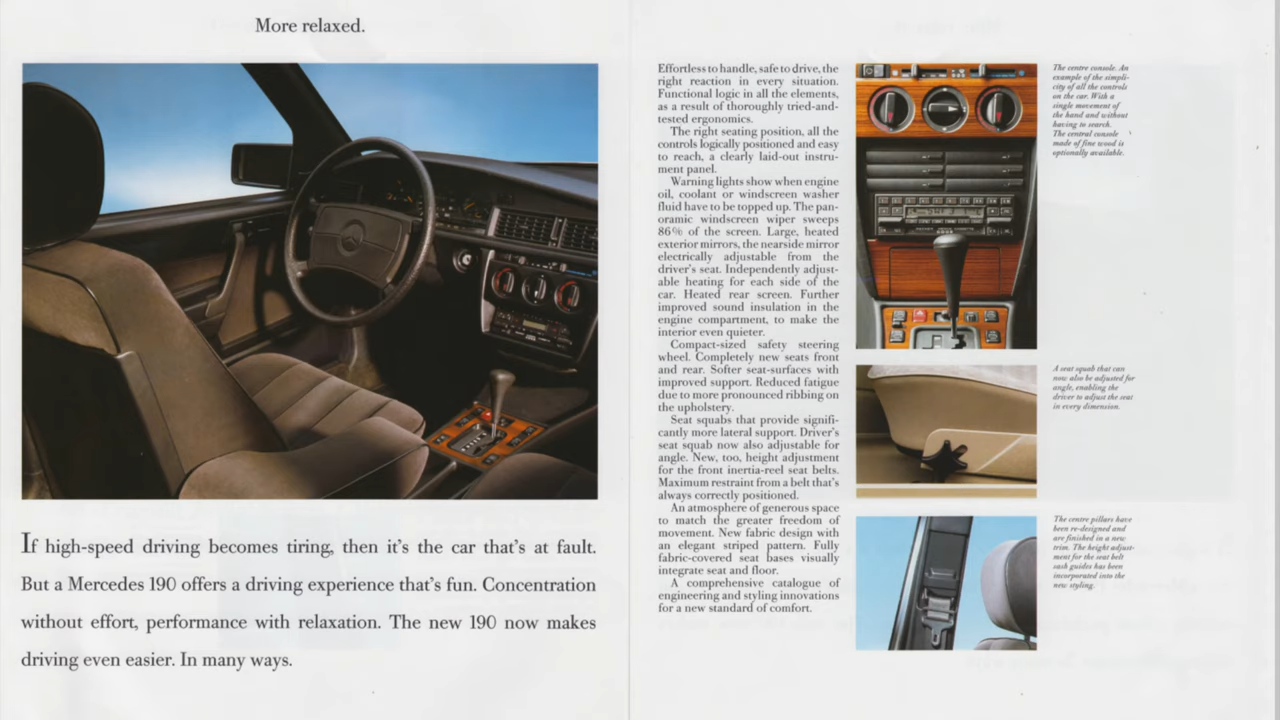 More relaxed.
If high-speed driving becomes tiring, then it's the car that's at fault.
But a Mercedes 190 offers a driving experience that's fun. Concentration
without effort, performance with relaxation. The new 190 now makes
driving even easier. In many ways.
Effortless to handle, safe to drive, the
right reaction in every situation.
Functional logic in all the elements,
as a result of thoroughly tried-and-
tested ergonomics.
The right seating position, all the
controls logically positioned and easy
to reach, a clearly laid-out instru-
ment panel.
Warning lights show when engine
oil, coolant or windscreen washer
fluid have to be topped up. The pan-
oramic windscreen wiper sweeps
86% of the screen. Large, heated
exterior mirrors, the nearside mirror
electrically adjustable from the
driver's seat. Independently adjust-
able heating for each side of the
car. Heated rear screen. Further
improved sound insulation in the
engine compartment, to make the
interior even quieter.
Compact-sized safety steering
wheel. Completely new seats front
and rear. Softer seat-surfaces with
improved support. Reduced fatigue
due to more pronounced ribbing on
the upholstery.
Seat squabs that provide signifi-
cantly more lateral support. Driver's
seat squab now also adjustable for
angle. New, too, height adjustment
for the front inertia-reel seat belts.
Maximum restraint from a belt that's
always correctly positioned.
An atmosphere of generous space
to match the greater freedom of
movement. New fabric design with
an elegant striped pattern. Fully
fabric-covered seat bases visually
integrate seat and floor.
A comprehensive catalogue of
engineering and styling innovations
for a new standard of comfort.
The centre console. An
example of the simpli-
city of all the controls
on the car. With a
single movement of
the hand and without
having to search.
The central console
made of fine wood is
optionally available.
A seat squab that can
now also be adjusted for
angle, enabling the
driver to adjust the seat
in every dimension.
The centre pillars have
been re-designed and
are finished in a new
trim. The height adjust-
ment for the seat belt
sash guides has been
incorporated into the
new styling.